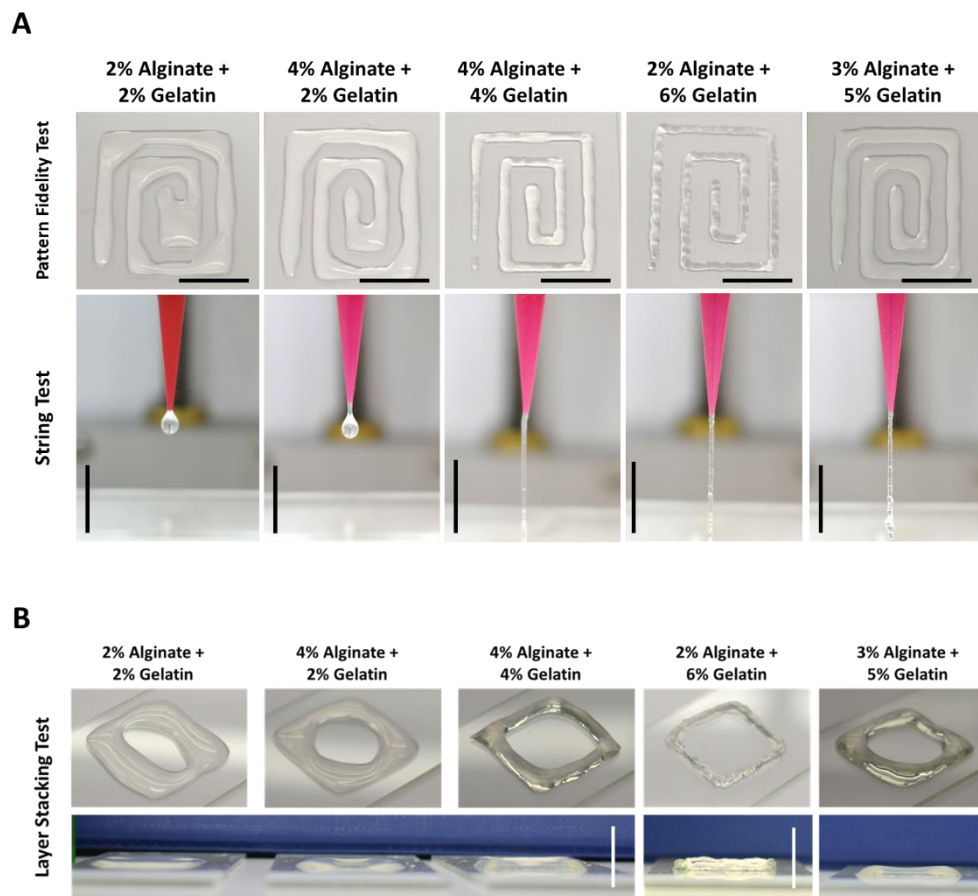 A
2% Alginate +
2% Gelatin
4% Alginate +
2% Gelatin
4% Alginate +
4% Gelatin
2% Alginate +
6% Gelatin
3% Alginate +
5% Gelatin
Pattern Fidelity Test
String Test
B
2% Alginate +
2% Gelatin
4% Alginate +
2% Gelatin
4% Alginate +
4% Gelatin
2% Alginate +
6% Gelatin
3% Alginate +
5% Gelatin
Layer Stacking Test